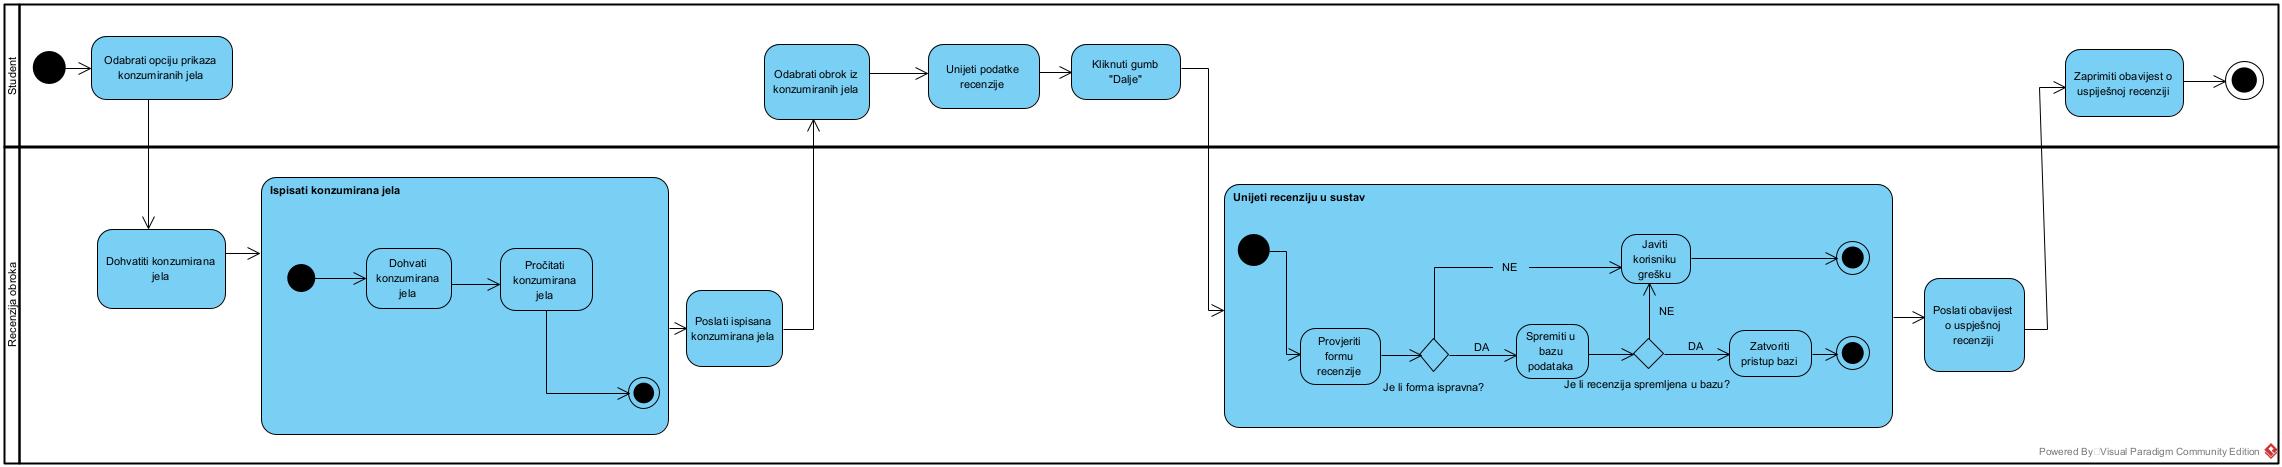 Student
Odabrati opciju prikaza
konzumiranih jela
Odabrati obrok iz
konzumiranih jela
Unijeti podatke
recenzije
Kliknuti gumb
"Dalje"
Zaprimiti obavijest o
uspiješnoj recenziji
Recenzija obroka
Dohvatiti konzumirana
jela
Ispisati konzumirana jela
Dohvati
konzumirana
jela
Pročitati
konzumirana
jela
Poslati ispisana
konzumirana jela
Unijeti recenziju u sustav
Provjeriti
formu
recenzije
Je li forma ispravna?
NE
DA
Spremiti u
bazu
podataka
Je li recenzija spremljena u bazu?
NE
DA
Javiti
korisniku
grešku
Zatvoriti
pristup bazi
Poslati obavijest
o uspješnoj
recenziji
Powered By Visual Paradigm Community Edition